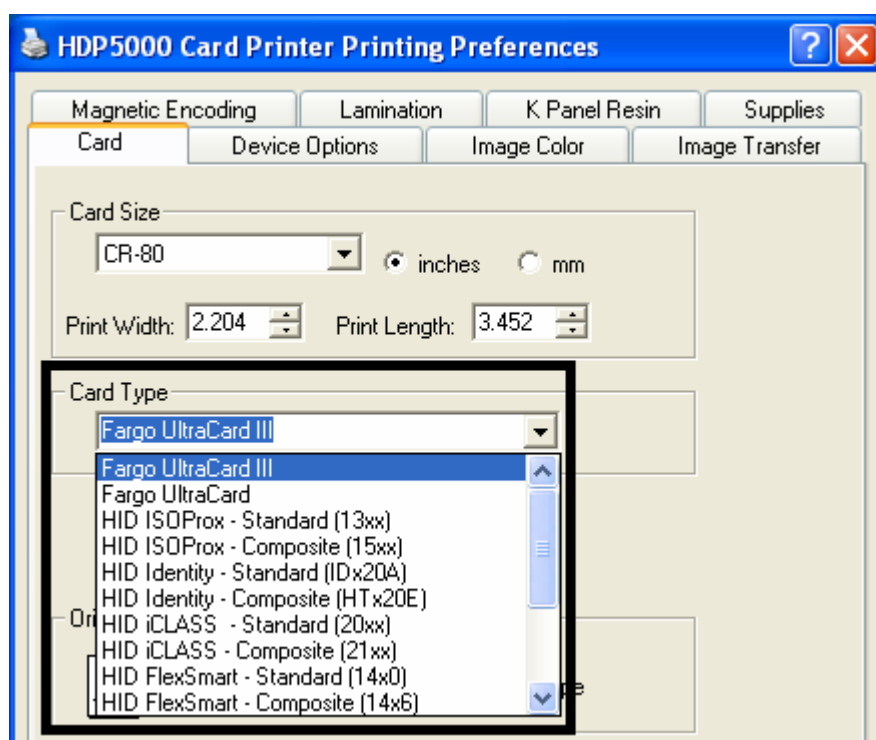 HDP5000 Card Printer Printing Preferences
Magnetic Encoding Lamination K Panel Resin Supplies
Card Device Options Image Color Image Transfer
Card Size
CR-80 inches mm
Print Width: 2.204 Print Length: 3.452
Card Type
Fargo UltraCard III
Fargo UltraCard III
Fargo UltraCard
HID ISOProx - Standard (13xx)
HID ISOProx - Composite (15xx)
HID Identity - Standard (IDx20A)
HID Identity - Composite (HTx20E)
HID iCLASS - Standard (20xx)
HID iCLASS - Composite (21xx)
HID FlexSmart - Standard (14x0)
HID FlexSmart - Composite (14x6)